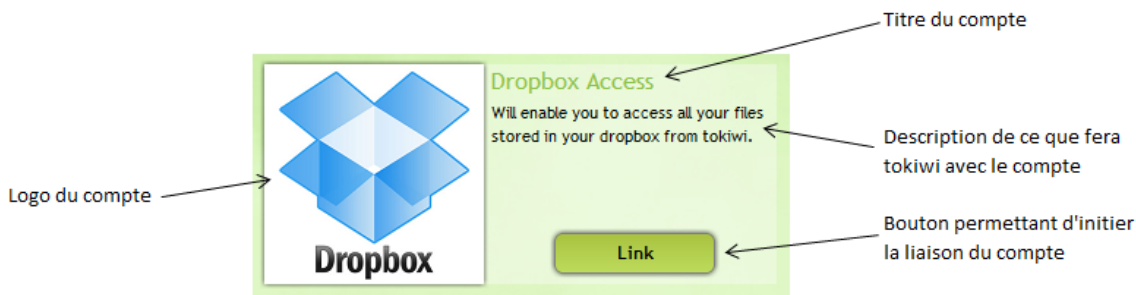 Titre du compte
Dropbox Access
Will enable you to access all your files
stored in your dropbox from tokiwi.
Description de ce que fera
tokiwi avec le compte
Logo du compte
Bouton permettant d'initier
la liaison du compte
Link
Dropbox